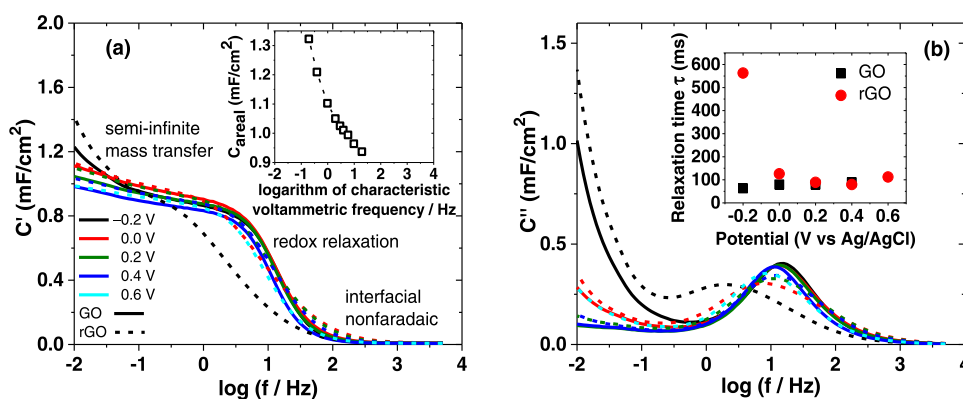 (a)
C' (mF/cm²)
2.0
1.6
1.2
0.8
0.4
0.0
-2
-1
0
1
2
3
4
log (f / Hz)
semi-infinite
mass transfer
redox relaxation
interfacial
nonfaradaic
−0.2 V
0.0 V
0.2 V
0.4 V
0.6 V
GO
rGO
C_areal (mF/cm²)
1.3
1.2
1.1
1.0
0.9
-2 -1 0 1 2 3 4
logarithm of characteristic
voltammetric frequency / Hz
(b)
C'' (mF/cm²)
1.5
1.0
0.5
0.0
-2
-1
0
1
2
3
4
log (f / Hz)
Relaxation time τ (ms)
600
500
400
300
200
100
0
-0.2 0.0 0.2 0.4 0.6
Potential (V vs Ag/AgCl)
GO
rGO